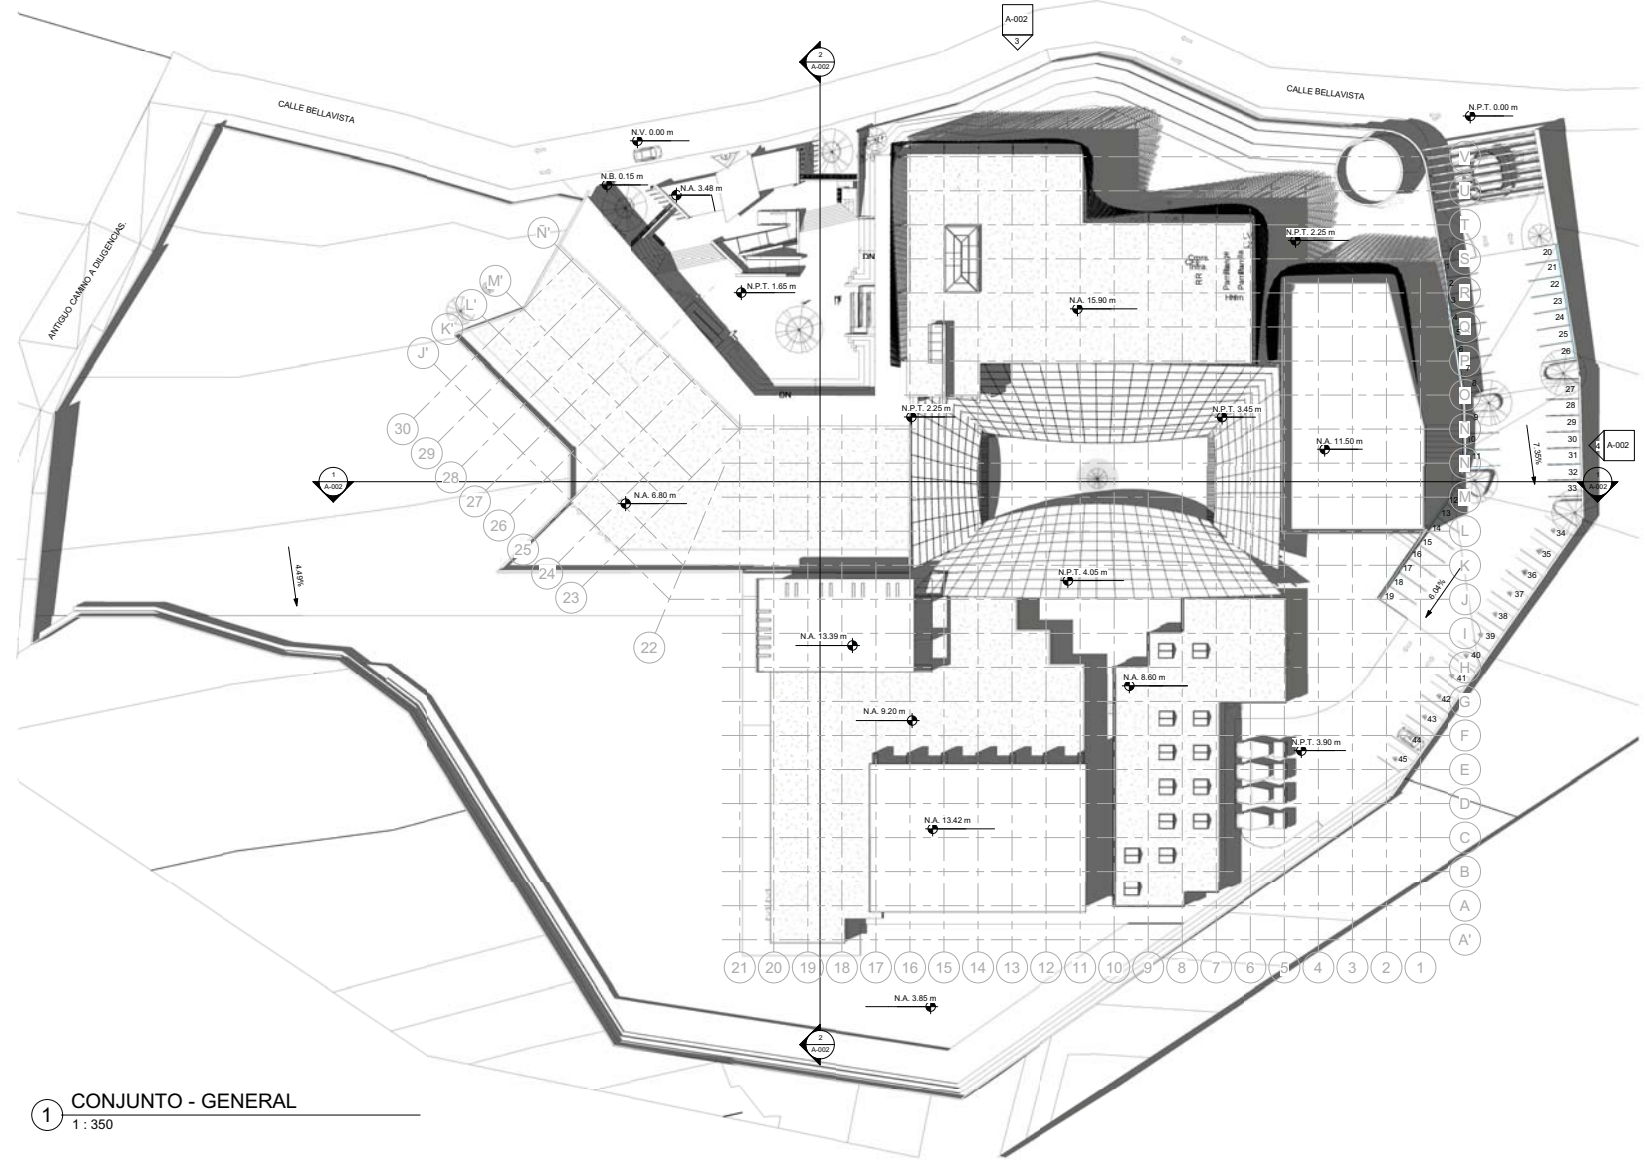 A-002
3
2
A-002
CALLE BELLAVISTA
CALLE BELLAVISTA
N.P.T. 0.00 m
N.V. 0.00 m
N.B. 0.15 m
N.A. 3.48 m
ANTIGUO CAMINO A DILIGENCIAS.
V
U
T
S
R
Q
P
O
Ñ
N
M
L
K
J
I
H
G
F
E
D
C
B
A
A'
Ñ'
M'
L'
K'
J'
N.P.T. 2.25 m
DN
N.P.T. 1.65 m
N.A. 15.90 m
20
21
22
23
24
25
26
27
28
29
30
31
32
33
34
35
36
37
38
39
40
41
42
43
44
45
9
11
12
13
14
15
16
17
18
19
DN
N.P.T. 2.25 m
N.P.T. 3.45 m
N.A. 11.50 m
7.35%
A-002
1
A-002
A-002
N.A. 6.80 m
30
29
28
27
26
25
24
23
22
4.49%
6.04%
N.P.T. 4.05 m
N.A. 13.39 m
N.A. 8.60 m
N.A. 9.20 m
N.P.T. 3.90 m
N.A. 13.42 m
21 20 19 18 17 16 15 14 13 12 11 10 9 8 7 6 5 4 3 2 1
N.A. 3.85 m
2
A-002
1
CONJUNTO - GENERAL
1 : 350